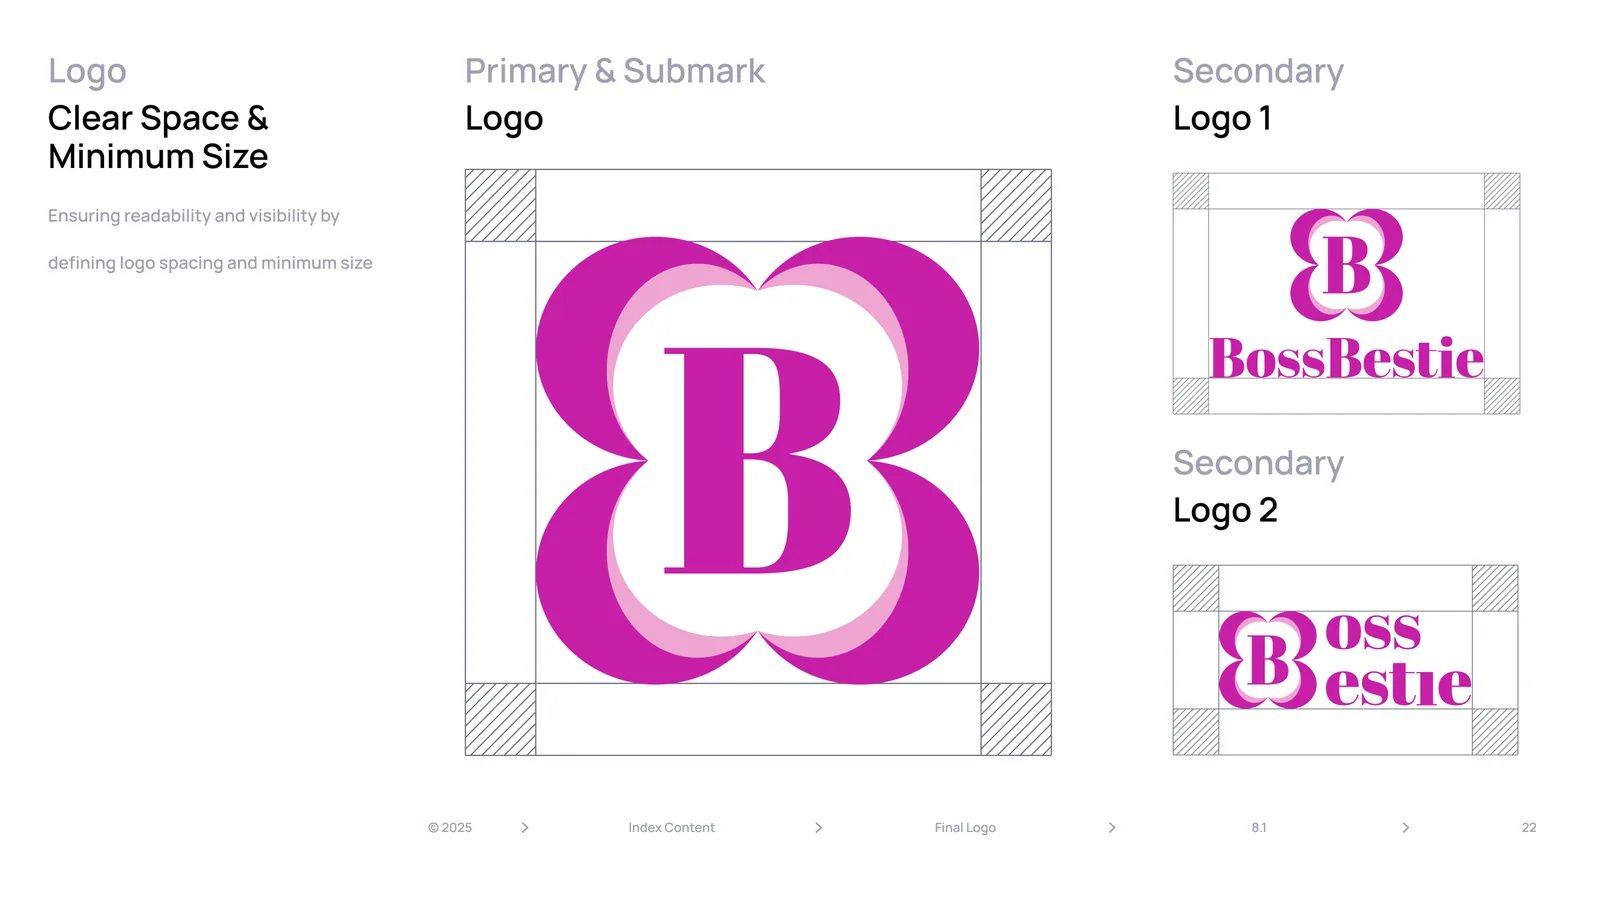 Logo
Clear Space &
Minimum Size
Ensuring readability and visibility by
defining logo spacing and minimum size
Primary & Submark
Logo
B
Secondary
Logo 1
B
BossBestie
Secondary
Logo 2
B
oss
estıe
© 2025
Index Content
Final Logo
8.1
22